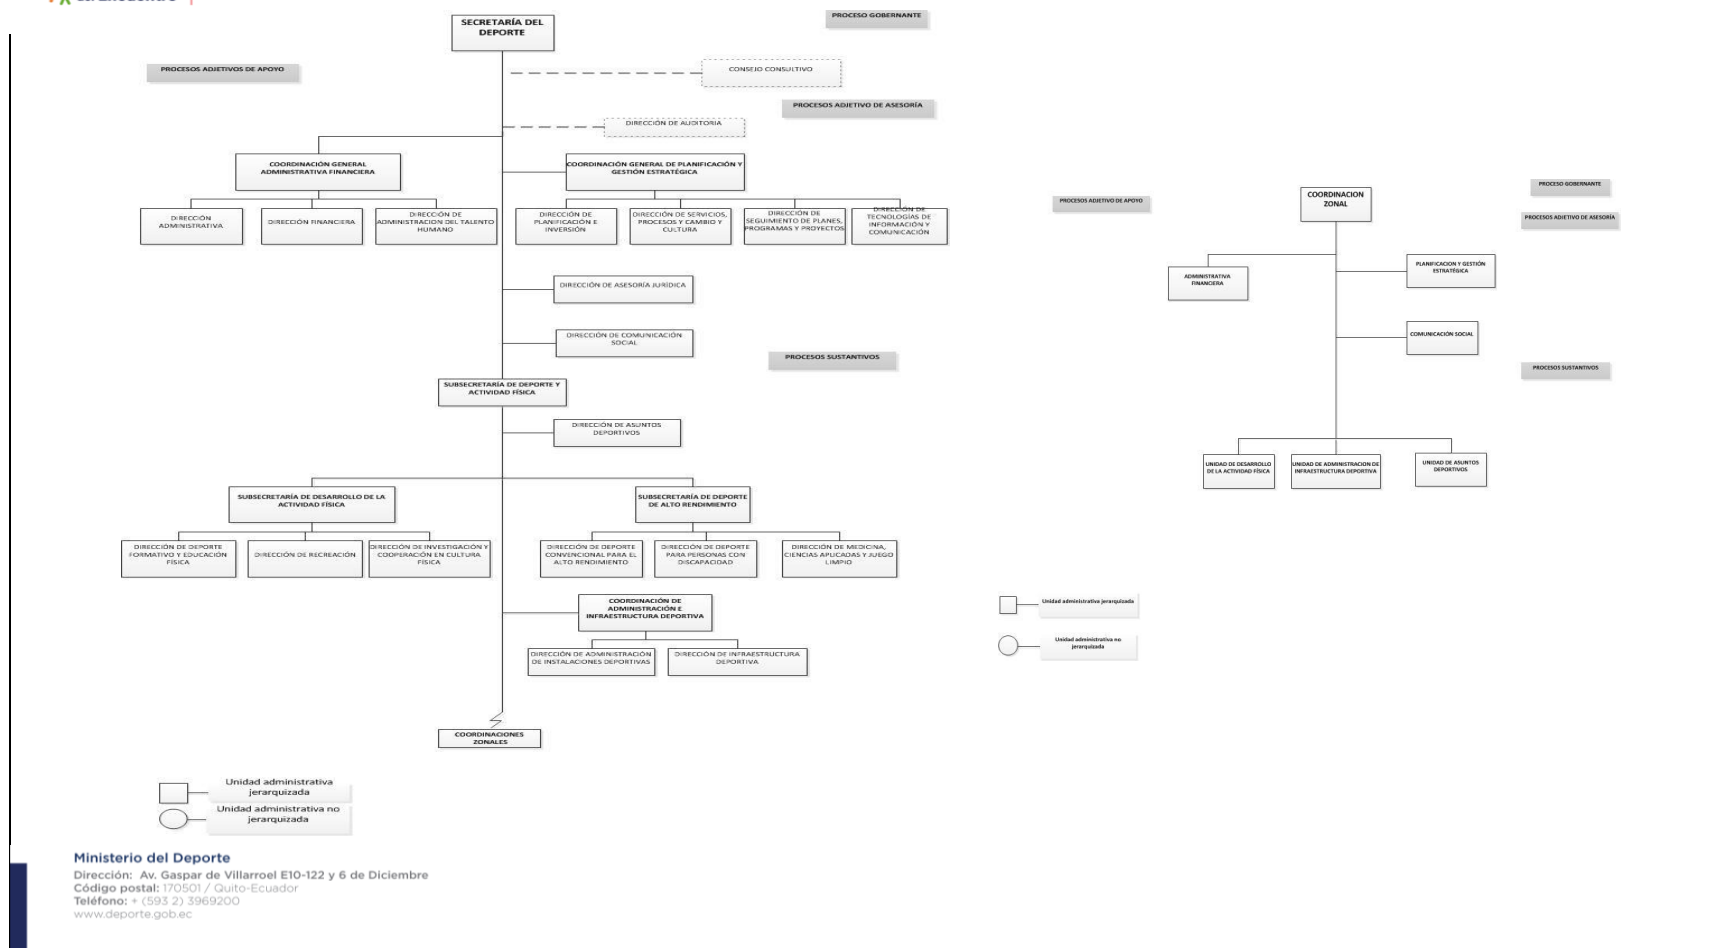 SECRETARÍA DEL
DEPORTE
PROCESO GOBERNANTE
PROCESOS ADJETIVOS DE APOYO
CONSEJO CONSULTIVO
PROCESOS ADJETIVO DE ASESORÍA
DIRECCIÓN DE AUDITORIA
COORDINACIÓN GENERAL
ADMINISTRATIVA FINANCIERA
COORDINACIÓN GENERAL DE PLANIFICACIÓN Y
GESTIÓN ESTRATÉGICA
DIRECCIÓN
ADMINISTRATIVA
DIRECCIÓN FINANCIERA
DIRECCIÓN DE
ADMINISTRACION DEL TALENTO
HUMANO
DIRECCIÓN DE
PLANIFICACIÓN E
INVERSIÓN
DIRECCIÓN DE SERVICIOS,
PROCESOS Y CAMBIO Y
CULTURA
DIRECCIÓN DE
SEGUIMIENTO DE PLANES,
PROGRAMAS Y PROYECTOS
DIRECCIÓN DE
TECNOLOGÍAS DE
INFORMACIÓN Y
COMUNICACIÓN
DIRECCIÓN DE ASESORÍA JURÍDICA
DIRECCIÓN DE COMUNICACIÓN
SOCIAL
PROCESOS SUSTANTIVOS
SUBSECRETARÍA DE DEPORTE Y
ACTIVIDAD FÍSICA
DIRECCIÓN DE ASUNTOS
DEPORTIVOS
SUBSECRETARÍA DE DESARROLLO DE LA
ACTIVIDAD FÍSICA
SUBSECRETARÍA DE DEPORTE
DE ALTO RENDIMIENTO
DIRECCIÓN DE DEPORTE
FORMATIVO Y EDUCACIÓN
FÍSICA
DIRECCIÓN DE RECREACIÓN
DIRECCIÓN DE INVESTIGACIÓN Y
COOPERACIÓN EN CULTURA
FÍSICA
DIRECCIÓN DE DEPORTE
CONVENCIONAL PARA EL
ALTO RENDIMIENTO
DIRECCIÓN DE DEPORTE
PARA PERSONAS CON
DISCAPACIDAD
DIRECCIÓN DE MEDICINA,
CIENCIAS APLICADAS Y JUEGO
LIMPIO
COORDINACIÓN DE
ADMINISTRACIÓN E
INFRAESTRUCTURA DEPORTIVA
DIRECCIÓN DE ADMINISTRACIÓN
DE INSTALACIONES DEPORTIVAS
DIRECCIÓN DE INFRAESTRUCTURA
DEPORTIVA
COORDINACIONES
ZONALES
Unidad administrativa
jerarquizada
Unidad administrativa no
jerarquizada
COORDINACION
ZONAL
PROCESO GOBERNANTE
PROCESOS ADJETIVO DE APOYO
PROCESOS ADJETIVO DE ASESORÍA
ADMINISTRATIVA
FINANCIERA
PLANIFICACION Y GESTIÓN
ESTRATÉGICA
COMUNICACIÓN SOCIAL
PROCESOS SUSTANTIVOS
UNIDAD DE DESARROLLO
DE LA ACTIVIDAD FÍSICA
UNIDAD DE ADMINISTRACION DE
INFRAESTRUCTURA DEPORTIVA
UNIDAD DE ASUNTOS
DEPORTIVOS
Unidad administrativa jerarquizada
Unidad administrativa no
jerarquizada
Ministerio del Deporte
Dirección: Av. Gaspar de Villarroel E10-122 y 6 de Diciembre
Código postal: 170501 / Quito-Ecuador
Teléfono: + (593 2) 3969200
www.deporte.gob.ec